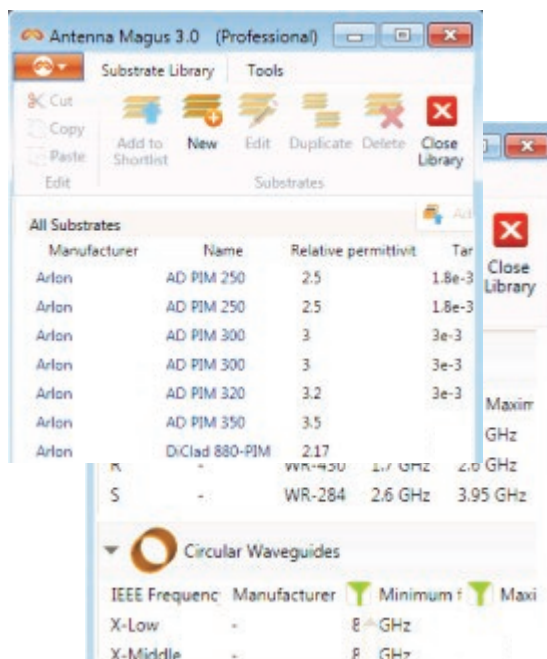 Antenna Magus 3.0 (Professional)
Substrate Library Tools
Cut
Copy
Paste
Edit
Add to Shortlist
New
Edit
Duplicate
Delete
Close Library
Substrates
All Substrates
Manufacturer Name Relative permittivit Tar
Arlon AD PIM 250 2.5 1.8e-3
Arlon AD PIM 250 2.5 1.8e-3
Arlon AD PIM 300 3 3e-3
Arlon AD PIM 300 3 3e-3
Arlon AD PIM 320 3.2 3e-3
Arlon AD PIM 350 3.5
Arlon DiClad 880-PIM 2.17
Close
Library
Maxim
GHz
R - WR-430 1.7 GHz 2.6 GHz
S - WR-284 2.6 GHz 3.95 GHz
Circular Waveguides
IEEE Frequenc Manufacturer Minimum f Maxi
X-Low - 8 GHz
X-Middle - 8 GHz